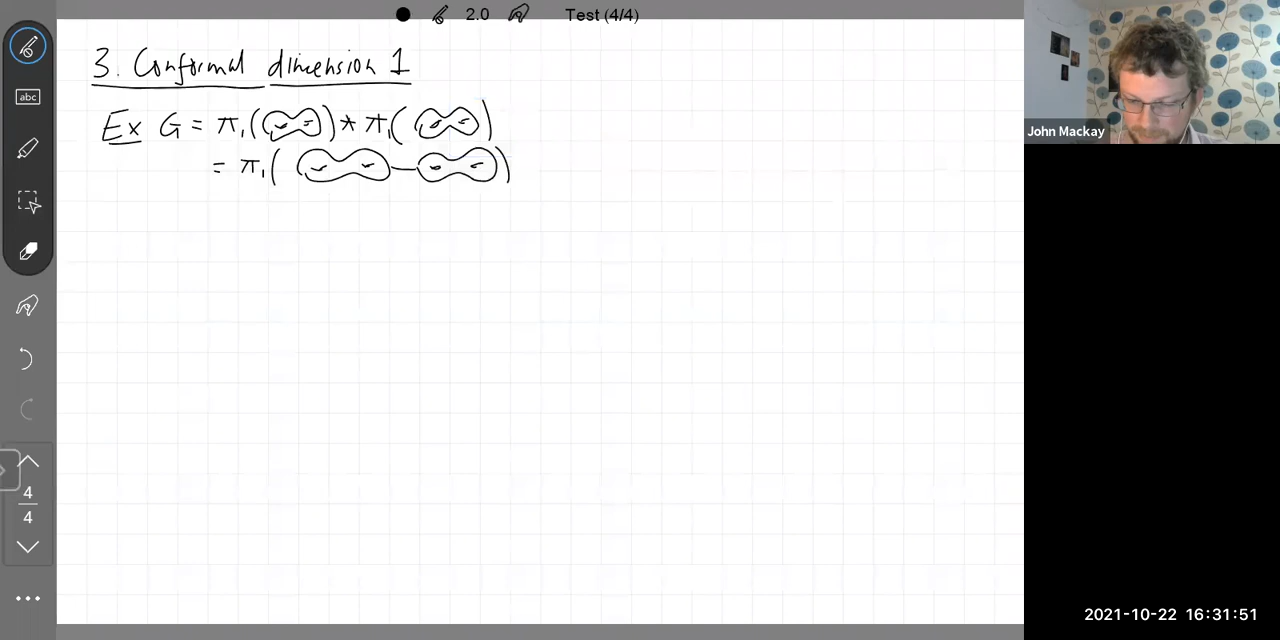 2.0 Test (4/4)
abc
3. Conformal dimension 1
Ex G = π₁( ) * π₁( )
= π₁( )
John Mackay
4
4
2021-10-22 16:31:51